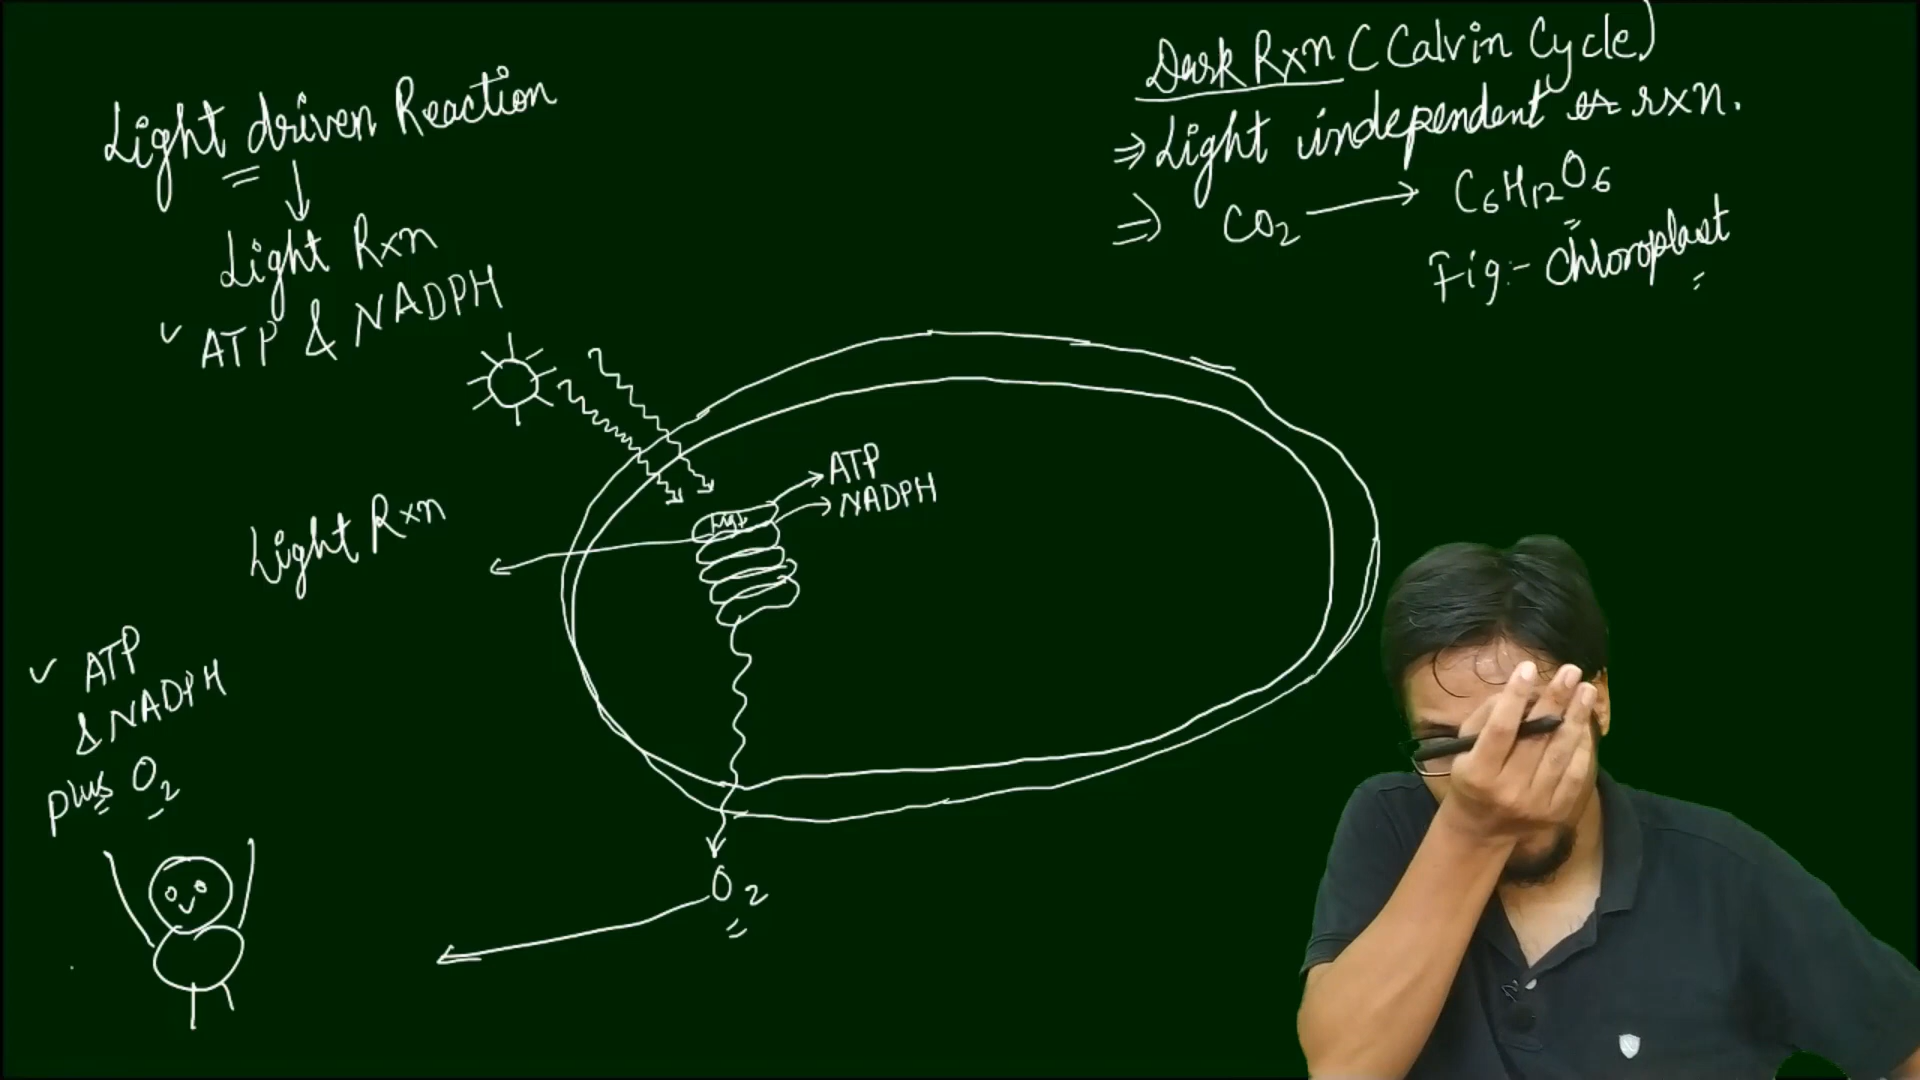 Light driven Reaction
Light Rxn
ATP & NADPH
Dark Rxn (Calvin Cycle)
⇒ Light independent rxn.
⇒ CO2 → C6H12O6
Fig:- Chloroplast
ATP
NADPH
Light Rxn
ATP
& NADPH
plus O2
O2